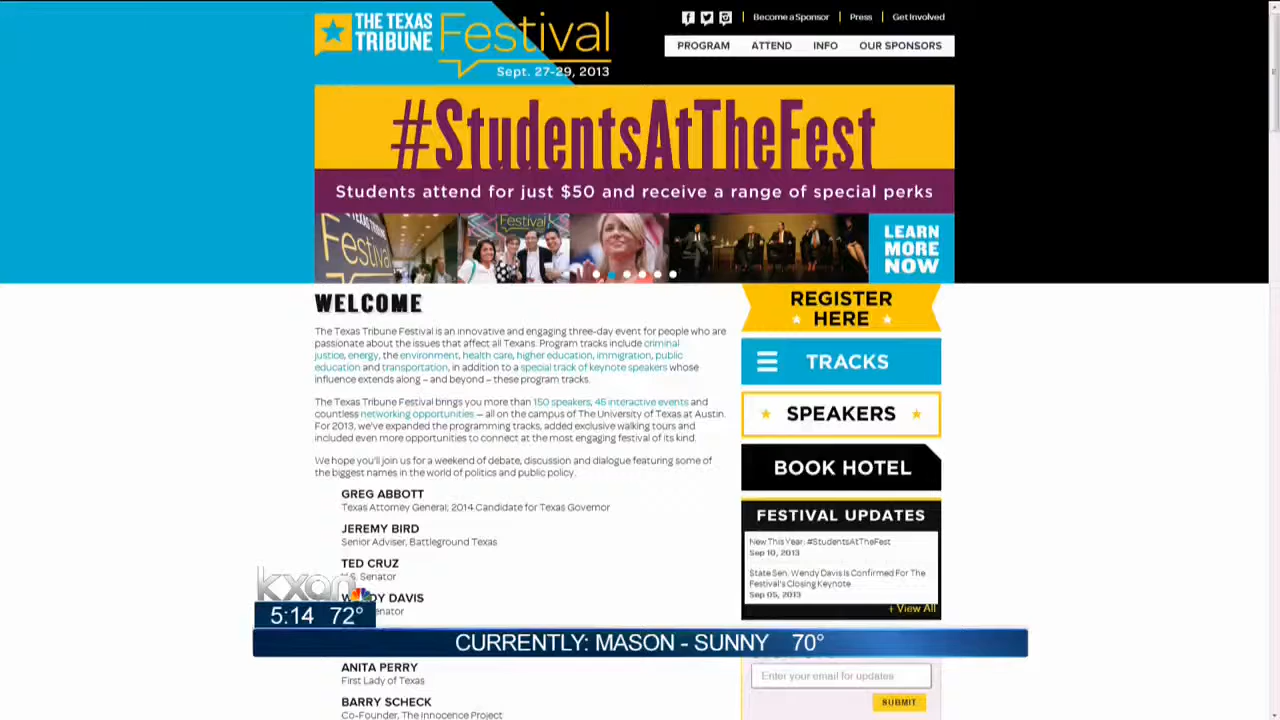 THE TEXAS
TRIBUNE
Festival
Sept. 27-29, 2013
Become a Sponsor
Press
Get Involved
PROGRAM
ATTEND
INFO
OUR SPONSORS
#StudentsAtTheFest
Students attend for just $50 and receive a range of special perks
Festival
Festival
LEARN
MORE
NOW
WELCOME
The Texas Tribune Festival is an innovative and engaging three-day event for people who are
passionate about the issues that affect all Texans. Program tracks include criminal
justice, energy, the environment, health care, higher education, immigration, public
education and transportation, in addition to a special track of keynote speakers whose
influence extends along – and beyond – these program tracks.
The Texas Tribune Festival brings you more than 150 speakers, 45 interactive events and
countless networking opportunities — all on the campus of The University of Texas at Austin.
For 2013, we've expanded the programming tracks, added exclusive walking tours and
included even more opportunities to connect at the most engaging festival of its kind.
We hope you'll join us for a weekend of debate, discussion and dialogue featuring some of
the biggest names in the world of politics and public policy.
GREG ABBOTT
Texas Attorney General; 2014 Candidate for Texas Governor
JEREMY BIRD
Senior Adviser, Battleground Texas
TED CRUZ
Senator
DAVIS
ANITA PERRY
First Lady of Texas
BARRY SCHECK
Co-Founder, The Innocence Project
REGISTER
HERE
TRACKS
SPEAKERS
BOOK HOTEL
FESTIVAL UPDATES
New This Year: #StudentsAtTheFest
Sep 10, 2013
State Sen. Wendy Davis Is Confirmed For The
Festival's Closing Keynote
Sep 05, 2013
+ View All
Enter your email for updates
SUBMIT
kxan
5:14 72°
CURRENTLY: MASON - SUNNY 70°